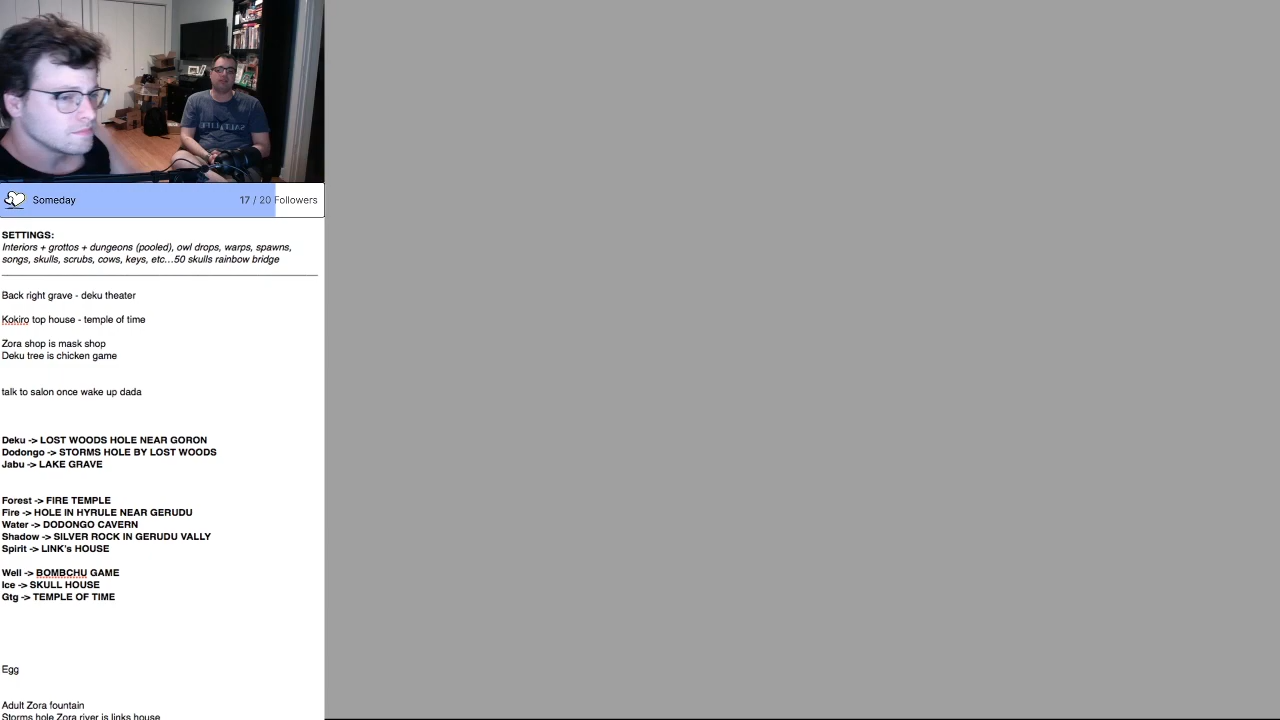 Someday
17 / 20 Followers
SETTINGS:
Interiors + grottos + dungeons (pooled), owl drops, warps, spawns,
songs, skulls, scrubs, cows, keys, etc...50 skulls rainbow bridge
Back right grave - deku theater
Kokiro top house - temple of time
Zora shop is mask shop
Deku tree is chicken game
talk to salon once wake up dada
Deku -> LOST WOODS HOLE NEAR GORON
Dodongo -> STORMS HOLE BY LOST WOODS
Jabu -> LAKE GRAVE
Forest -> FIRE TEMPLE
Fire -> HOLE IN HYRULE NEAR GERUDU
Water -> DODONGO CAVERN
Shadow -> SILVER ROCK IN GERUDU VALLY
Spirit -> LINK's HOUSE
Well -> BOMBCHU GAME
Ice -> SKULL HOUSE
Gtg -> TEMPLE OF TIME
Egg
Adult Zora fountain
Storms hole Zora river is links house